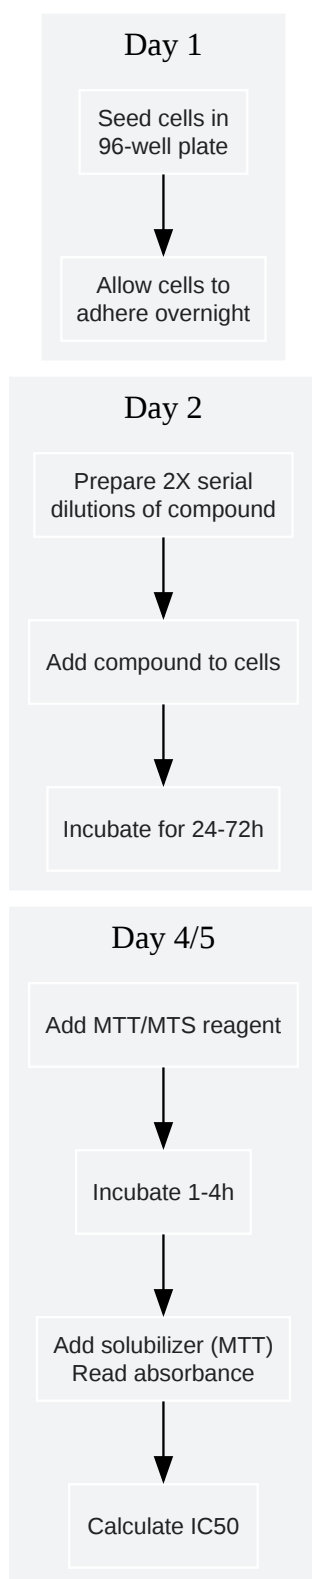 Day 1
Seed cells in
96-well plate
Allow cells to
adhere overnight
Day 2
Prepare 2X serial
dilutions of compound
Add compound to cells
Incubate for 24-72h
Day 4/5
Add MTT/MTS reagent
Incubate 1-4h
Add solubilizer (MTT)
Read absorbance
Calculate IC50